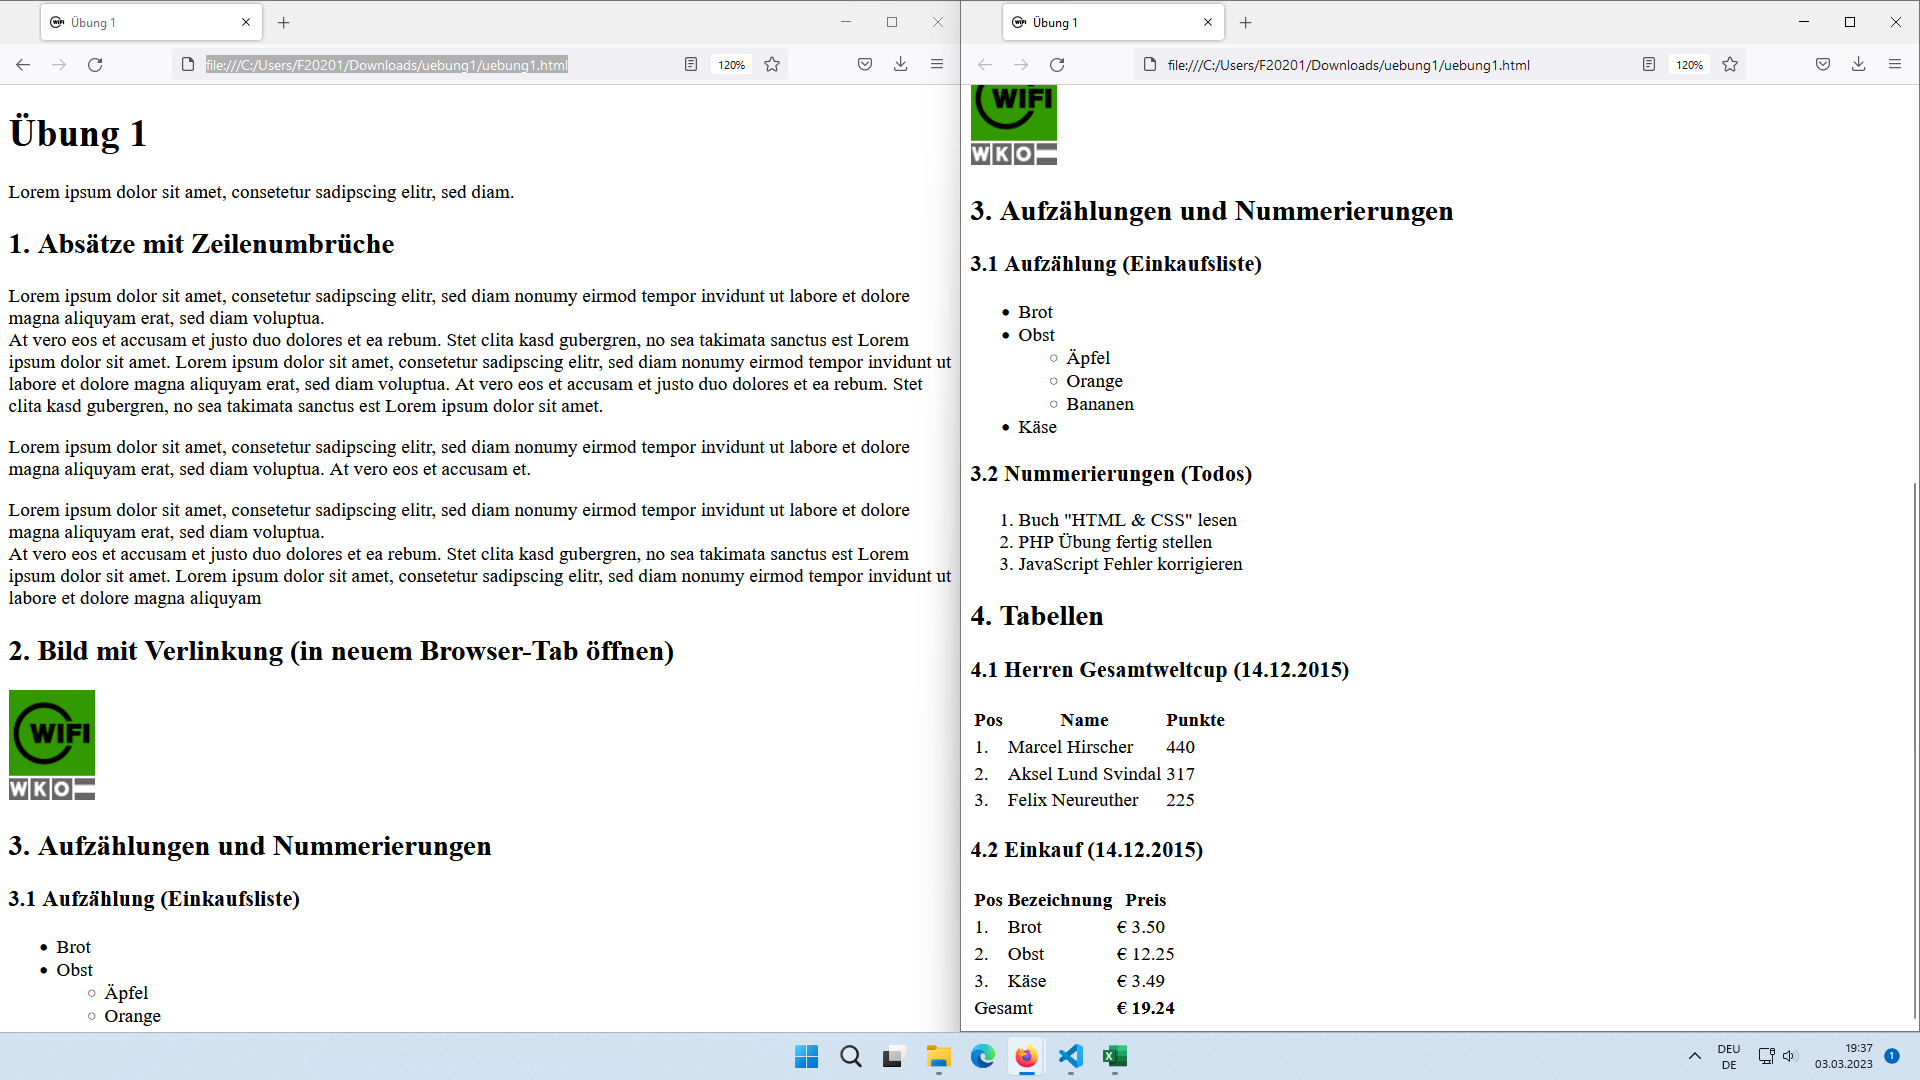 Übung 1
file:///C:/Users/F20201/Downloads/uebung1/uebung1.html
120%
Übung 1
Lorem ipsum dolor sit amet, consetetur sadipscing elitr, sed diam.
1. Absätze mit Zeilenumbrüche
Lorem ipsum dolor sit amet, consetetur sadipscing elitr, sed diam nonumy eirmod tempor invidunt ut labore et dolore
magna aliquyam erat, sed diam voluptua.
At vero eos et accusam et justo duo dolores et ea rebum. Stet clita kasd gubergren, no sea takimata sanctus est Lorem
ipsum dolor sit amet. Lorem ipsum dolor sit amet, consetetur sadipscing elitr, sed diam nonumy eirmod tempor invidunt ut
labore et dolore magna aliquyam erat, sed diam voluptua. At vero eos et accusam et justo duo dolores et ea rebum. Stet
clita kasd gubergren, no sea takimata sanctus est Lorem ipsum dolor sit amet.
Lorem ipsum dolor sit amet, consetetur sadipscing elitr, sed diam nonumy eirmod tempor invidunt ut labore et dolore
magna aliquyam erat, sed diam voluptua. At vero eos et accusam et.
Lorem ipsum dolor sit amet, consetetur sadipscing elitr, sed diam nonumy eirmod tempor invidunt ut labore et dolore
magna aliquyam erat, sed diam voluptua.
At vero eos et accusam et justo duo dolores et ea rebum. Stet clita kasd gubergren, no sea takimata sanctus est Lorem
ipsum dolor sit amet. Lorem ipsum dolor sit amet, consetetur sadipscing elitr, sed diam nonumy eirmod tempor invidunt ut
labore et dolore magna aliquyam
2. Bild mit Verlinkung (in neuem Browser-Tab öffnen)
WIFI
WKO
3. Aufzählungen und Nummerierungen
3.1 Aufzählung (Einkaufsliste)
Brot
Obst
Äpfel
Orange
Übung 1
file:///C:/Users/F20201/Downloads/uebung1/uebung1.html
120%
WIFI
WKO
3. Aufzählungen und Nummerierungen
3.1 Aufzählung (Einkaufsliste)
Brot
Obst
Äpfel
Orange
Bananen
Käse
3.2 Nummerierungen (Todos)
1. Buch "HTML & CSS" lesen
2. PHP Übung fertig stellen
3. JavaScript Fehler korrigieren
4. Tabellen
4.1 Herren Gesamtweltcup (14.12.2015)
Pos Name Punkte
1. Marcel Hirscher 440
2. Aksel Lund Svindal 317
3. Felix Neureuther 225
4.2 Einkauf (14.12.2015)
Pos Bezeichnung Preis
1. Brot € 3.50
2. Obst € 12.25
3. Käse € 3.49
Gesamt € 19.24
DEU
DE
19:37
03.03.2023
1